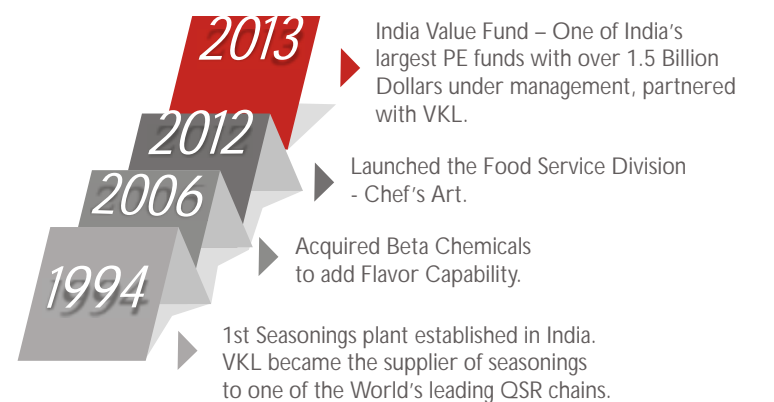 2013
India Value Fund – One of India's
largest PE funds with over 1.5 Billion
Dollars under management, partnered
with VKL.
2012
Launched the Food Service Division
- Chef's Art.
2006
Acquired Beta Chemicals
to add Flavor Capability.
1994
1st Seasonings plant established in India.
VKL became the supplier of seasonings
to one of the World's leading QSR chains.